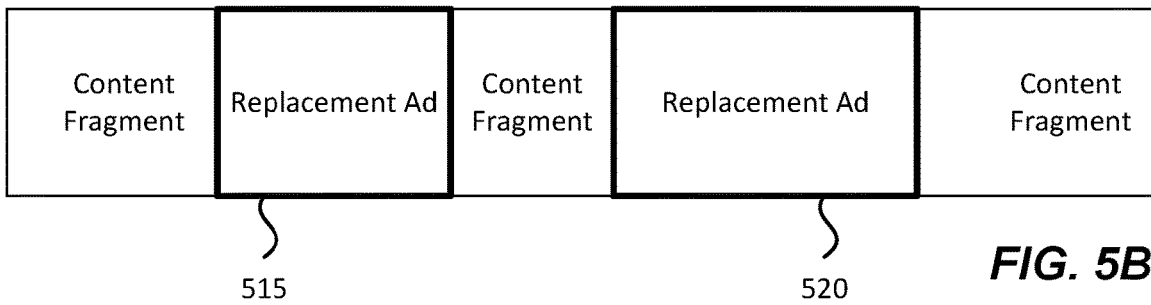 Content
Fragment
Replacement Ad
Content
Fragment
Replacement Ad
Content
Fragment
515
520
FIG. 5B